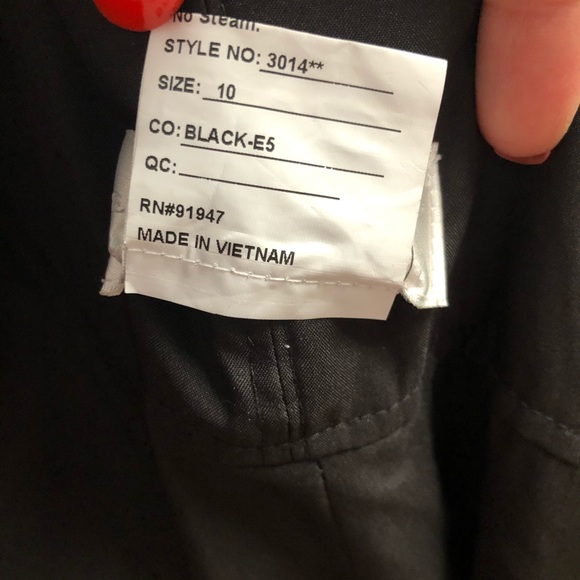 No Steam.
STYLE NO: 3014**
SIZE: 10
CO: BLACK-E5
QC:
RN#91947
MADE IN VIETNAM